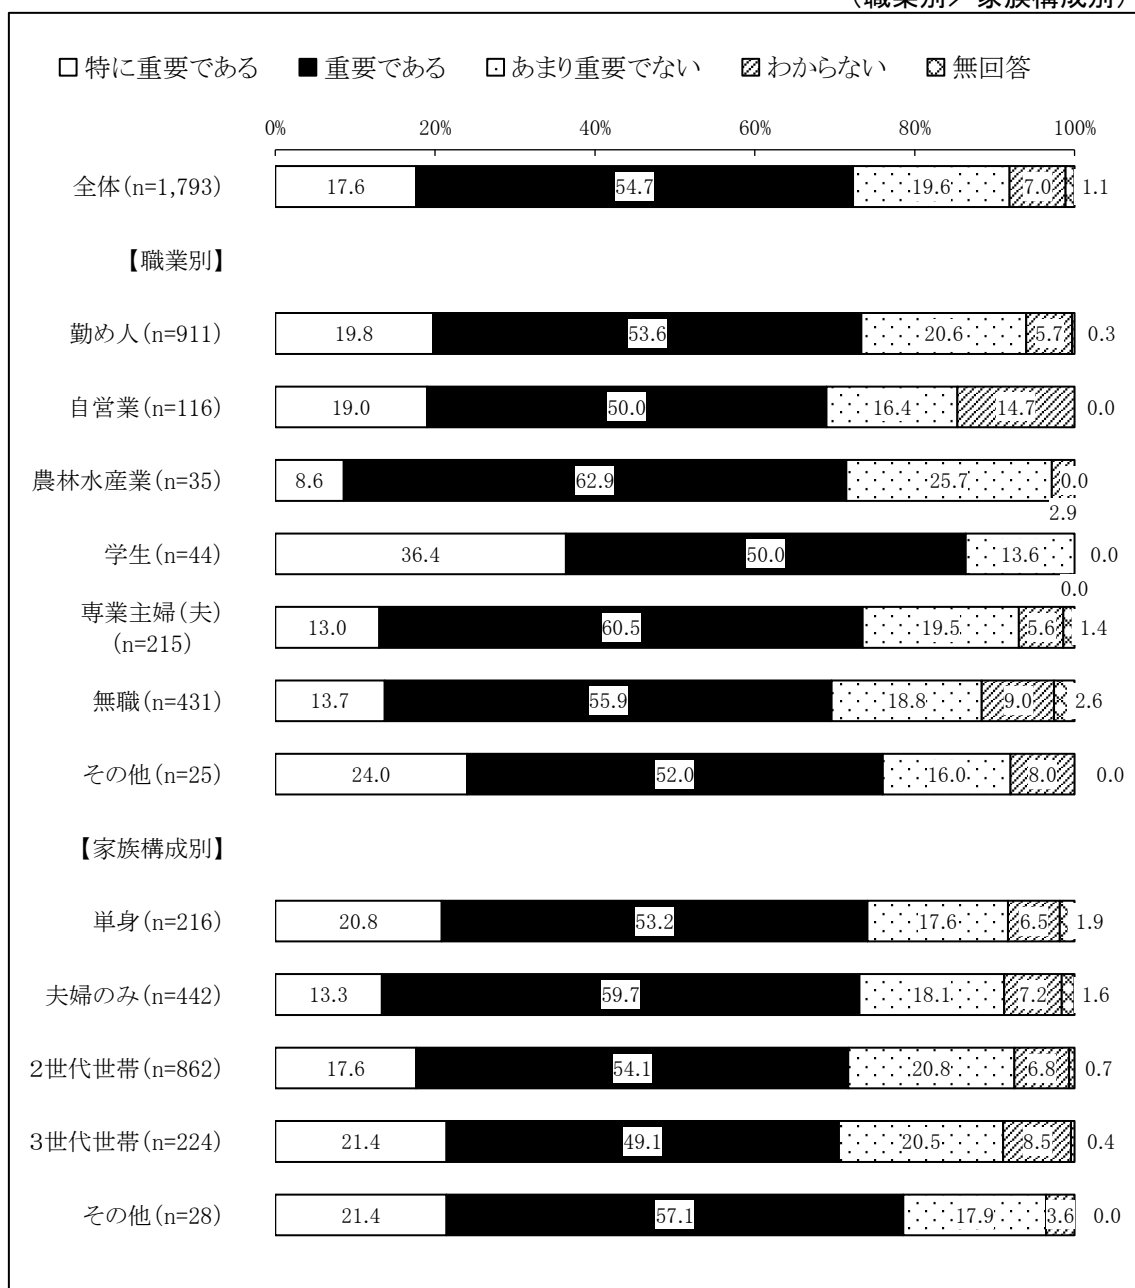 (職業別/家族構成別)
特に重要である 重要である あまり重要でない わからない 無回答
0% 20% 40% 60% 80% 100%
全体(n=1,793) 17.6 54.7 19.6 7.0 1.1
【職業別】
勤め人(n=911) 19.8 53.6 20.6 5.7 0.3
自営業(n=116) 19.0 50.0 16.4 14.7 0.0
農林水産業(n=35) 8.6 62.9 25.7 0.0
2.9
学生(n=44) 36.4 50.0 13.6 0.0
0.0
専業主婦(夫)
(n=215) 13.0 60.5 19.5 5.6 1.4
無職(n=431) 13.7 55.9 18.8 9.0 2.6
その他(n=25) 24.0 52.0 16.0 8.0 0.0
【家族構成別】
単身(n=216) 20.8 53.2 17.6 6.5 1.9
夫婦のみ(n=442) 13.3 59.7 18.1 7.2 1.6
2世代世帯(n=862) 17.6 54.1 20.8 6.8 0.7
3世代世帯(n=224) 21.4 49.1 20.5 8.5 0.4
その他(n=28) 21.4 57.1 17.9 3.6 0.0